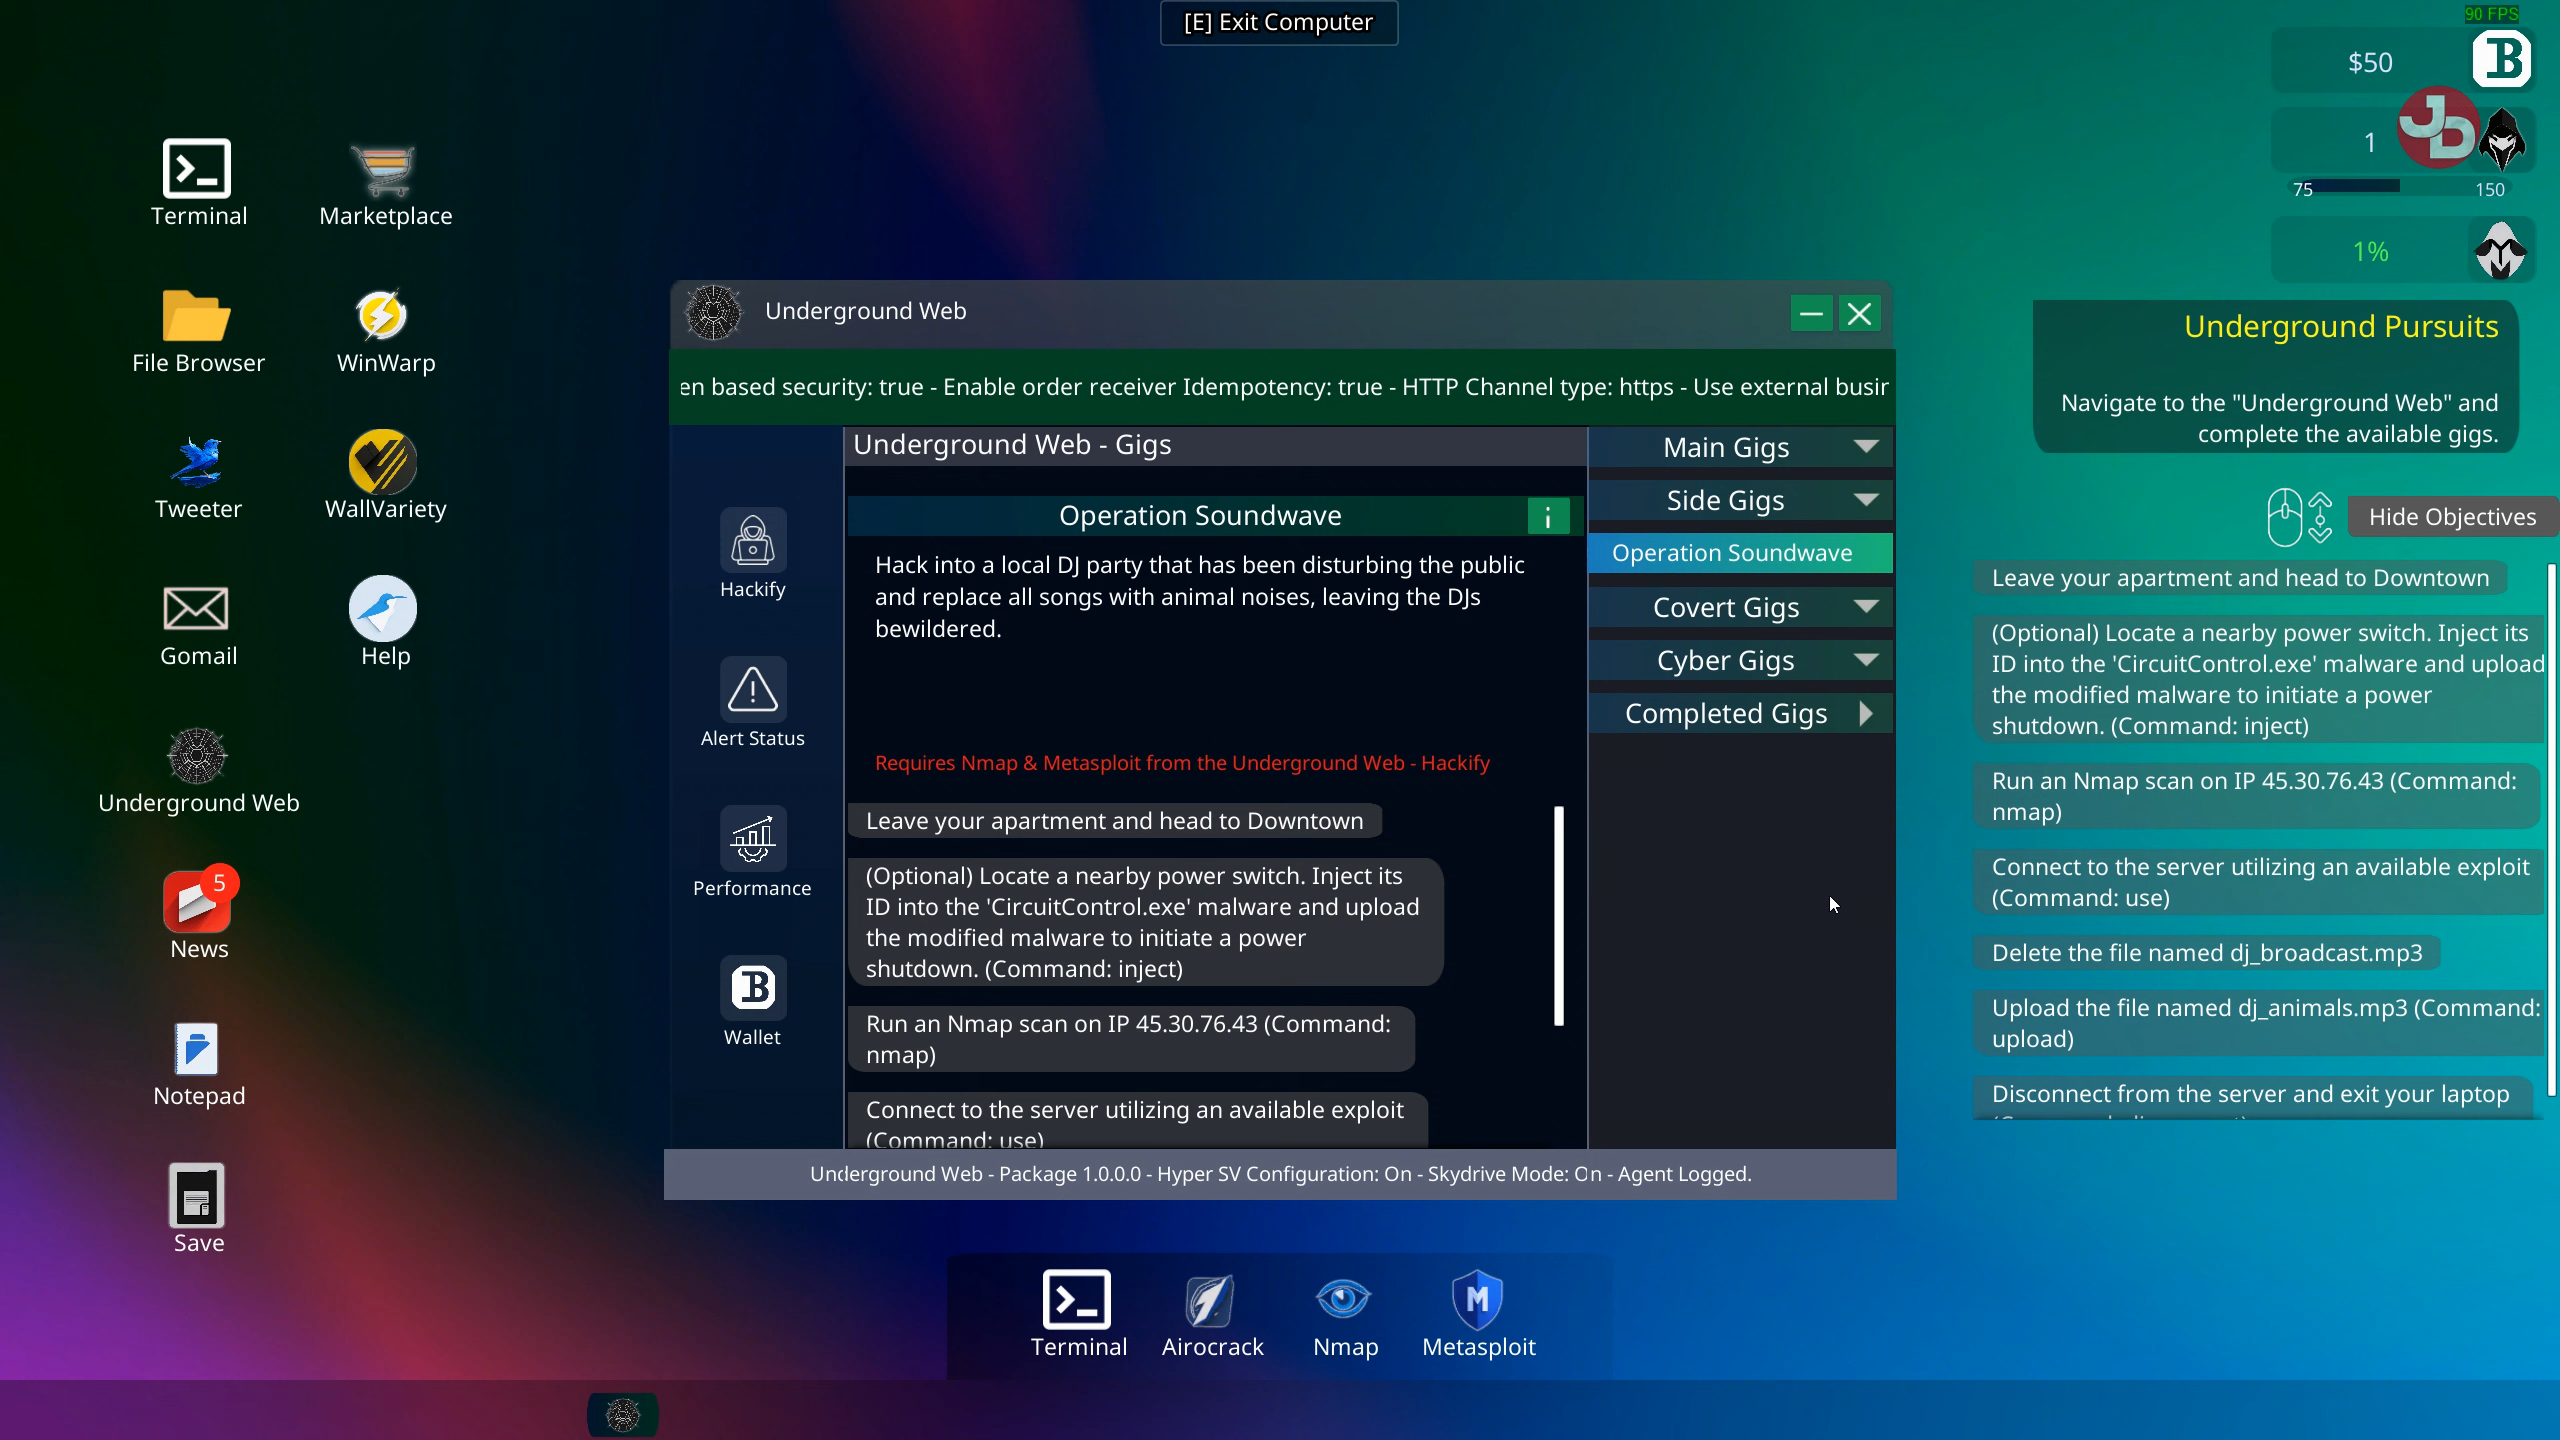 [E] Exit Computer
90 FPS
$50
B
JD
1
75
150
1%
Underground Pursuits
Navigate to the "Underground Web" and
complete the available gigs.
Hide Objectives
Leave your apartment and head to Downtown
(Optional) Locate a nearby power switch. Inject its
ID into the 'CircuitControl.exe' malware and upload
the modified malware to initiate a power
shutdown. (Command: inject)
Run an Nmap scan on IP 45.30.76.43 (Command:
nmap)
Connect to the server utilizing an available exploit
(Command: use)
Delete the file named dj_broadcast.mp3
Upload the file named dj_animals.mp3 (Command:
upload)
Disconnect from the server and exit your laptop
Terminal
Marketplace
File Browser
WinWarp
Tweeter
WallVariety
Gomail
Help
Underground Web
5
News
Notepad
Save
Underground Web
en based security: true - Enable order receiver Idempotency: true - HTTP Channel type: https - Use external busir
Hackify
Alert Status
Performance
B
Wallet
Underground Web - Gigs
Operation Soundwave
i
Hack into a local DJ party that has been disturbing the public
and replace all songs with animal noises, leaving the DJs
bewildered.
Requires Nmap & Metasploit from the Underground Web - Hackify
Leave your apartment and head to Downtown
(Optional) Locate a nearby power switch. Inject its
ID into the 'CircuitControl.exe' malware and upload
the modified malware to initiate a power
shutdown. (Command: inject)
Run an Nmap scan on IP 45.30.76.43 (Command:
nmap)
Connect to the server utilizing an available exploit
(Command: use)
Main Gigs
Side Gigs
Operation Soundwave
Covert Gigs
Cyber Gigs
Completed Gigs
Underground Web - Package 1.0.0.0 - Hyper SV Configuration: On - Skydrive Mode: On - Agent Logged.
M
Terminal
Airocrack
Nmap
Metasploit